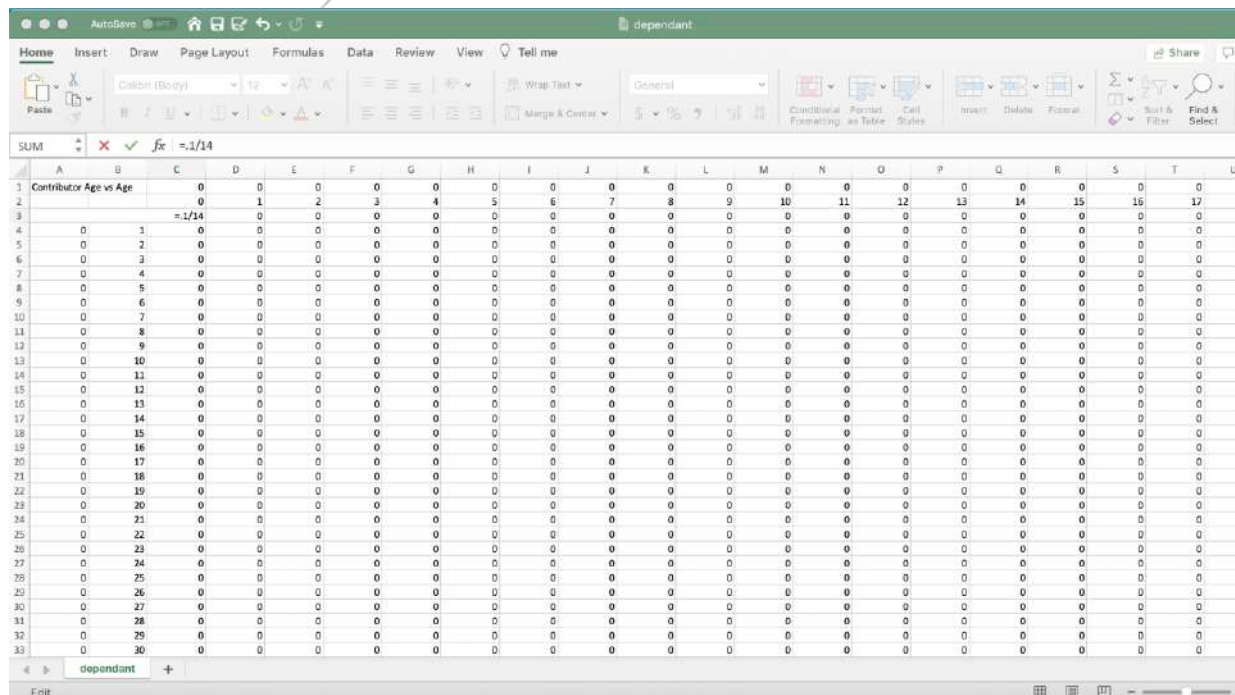 AutoSave OFF dependant
Home Insert Draw Page Layout Formulas Data Review View Tell me Share
Paste Calibri (Body) 12 A A Wrap Text General Conditional Formatting Format as Table Cell Styles Insert Delete Format Sort & Filter Find & Select
B I U A Merge & Center $ % 9
SUM fx =.1/14
A B C D E F G H I J K L M N O P Q R S T U
1 Contributor Age vs Age 0 0 0 0 0 0 0 0 0 0 0 0 0 0 0 0 0 0
2 0 1 2 3 4 5 6 7 8 9 10 11 12 13 14 15 16 17
3 =.1/14 0 0 0 0 0 0 0 0 0 0 0 0 0 0 0 0 0
4 0 1 0 0 0 0 0 0 0 0 0 0 0 0 0 0 0 0 0 0
5 0 2 0 0 0 0 0 0 0 0 0 0 0 0 0 0 0 0 0 0
6 0 3 0 0 0 0 0 0 0 0 0 0 0 0 0 0 0 0 0 0
7 0 4 0 0 0 0 0 0 0 0 0 0 0 0 0 0 0 0 0 0
8 0 5 0 0 0 0 0 0 0 0 0 0 0 0 0 0 0 0 0 0
9 0 6 0 0 0 0 0 0 0 0 0 0 0 0 0 0 0 0 0 0
10 0 7 0 0 0 0 0 0 0 0 0 0 0 0 0 0 0 0 0 0
11 0 8 0 0 0 0 0 0 0 0 0 0 0 0 0 0 0 0 0 0
12 0 9 0 0 0 0 0 0 0 0 0 0 0 0 0 0 0 0 0 0
13 0 10 0 0 0 0 0 0 0 0 0 0 0 0 0 0 0 0 0 0
14 0 11 0 0 0 0 0 0 0 0 0 0 0 0 0 0 0 0 0 0
15 0 12 0 0 0 0 0 0 0 0 0 0 0 0 0 0 0 0 0 0
16 0 13 0 0 0 0 0 0 0 0 0 0 0 0 0 0 0 0 0 0
17 0 14 0 0 0 0 0 0 0 0 0 0 0 0 0 0 0 0 0 0
18 0 15 0 0 0 0 0 0 0 0 0 0 0 0 0 0 0 0 0 0
19 0 16 0 0 0 0 0 0 0 0 0 0 0 0 0 0 0 0 0 0
20 0 17 0 0 0 0 0 0 0 0 0 0 0 0 0 0 0 0 0 0
21 0 18 0 0 0 0 0 0 0 0 0 0 0 0 0 0 0 0 0 0
22 0 19 0 0 0 0 0 0 0 0 0 0 0 0 0 0 0 0 0 0
23 0 20 0 0 0 0 0 0 0 0 0 0 0 0 0 0 0 0 0 0
24 0 21 0 0 0 0 0 0 0 0 0 0 0 0 0 0 0 0 0 0
25 0 22 0 0 0 0 0 0 0 0 0 0 0 0 0 0 0 0 0 0
26 0 23 0 0 0 0 0 0 0 0 0 0 0 0 0 0 0 0 0 0
27 0 24 0 0 0 0 0 0 0 0 0 0 0 0 0 0 0 0 0 0
28 0 25 0 0 0 0 0 0 0 0 0 0 0 0 0 0 0 0 0 0
29 0 26 0 0 0 0 0 0 0 0 0 0 0 0 0 0 0 0 0 0
30 0 27 0 0 0 0 0 0 0 0 0 0 0 0 0 0 0 0 0 0
31 0 28 0 0 0 0 0 0 0 0 0 0 0 0 0 0 0 0 0 0
32 0 29 0 0 0 0 0 0 0 0 0 0 0 0 0 0 0 0 0 0
33 0 30 0 0 0 0 0 0 0 0 0 0 0 0 0 0 0 0 0 0
dependant
Edit